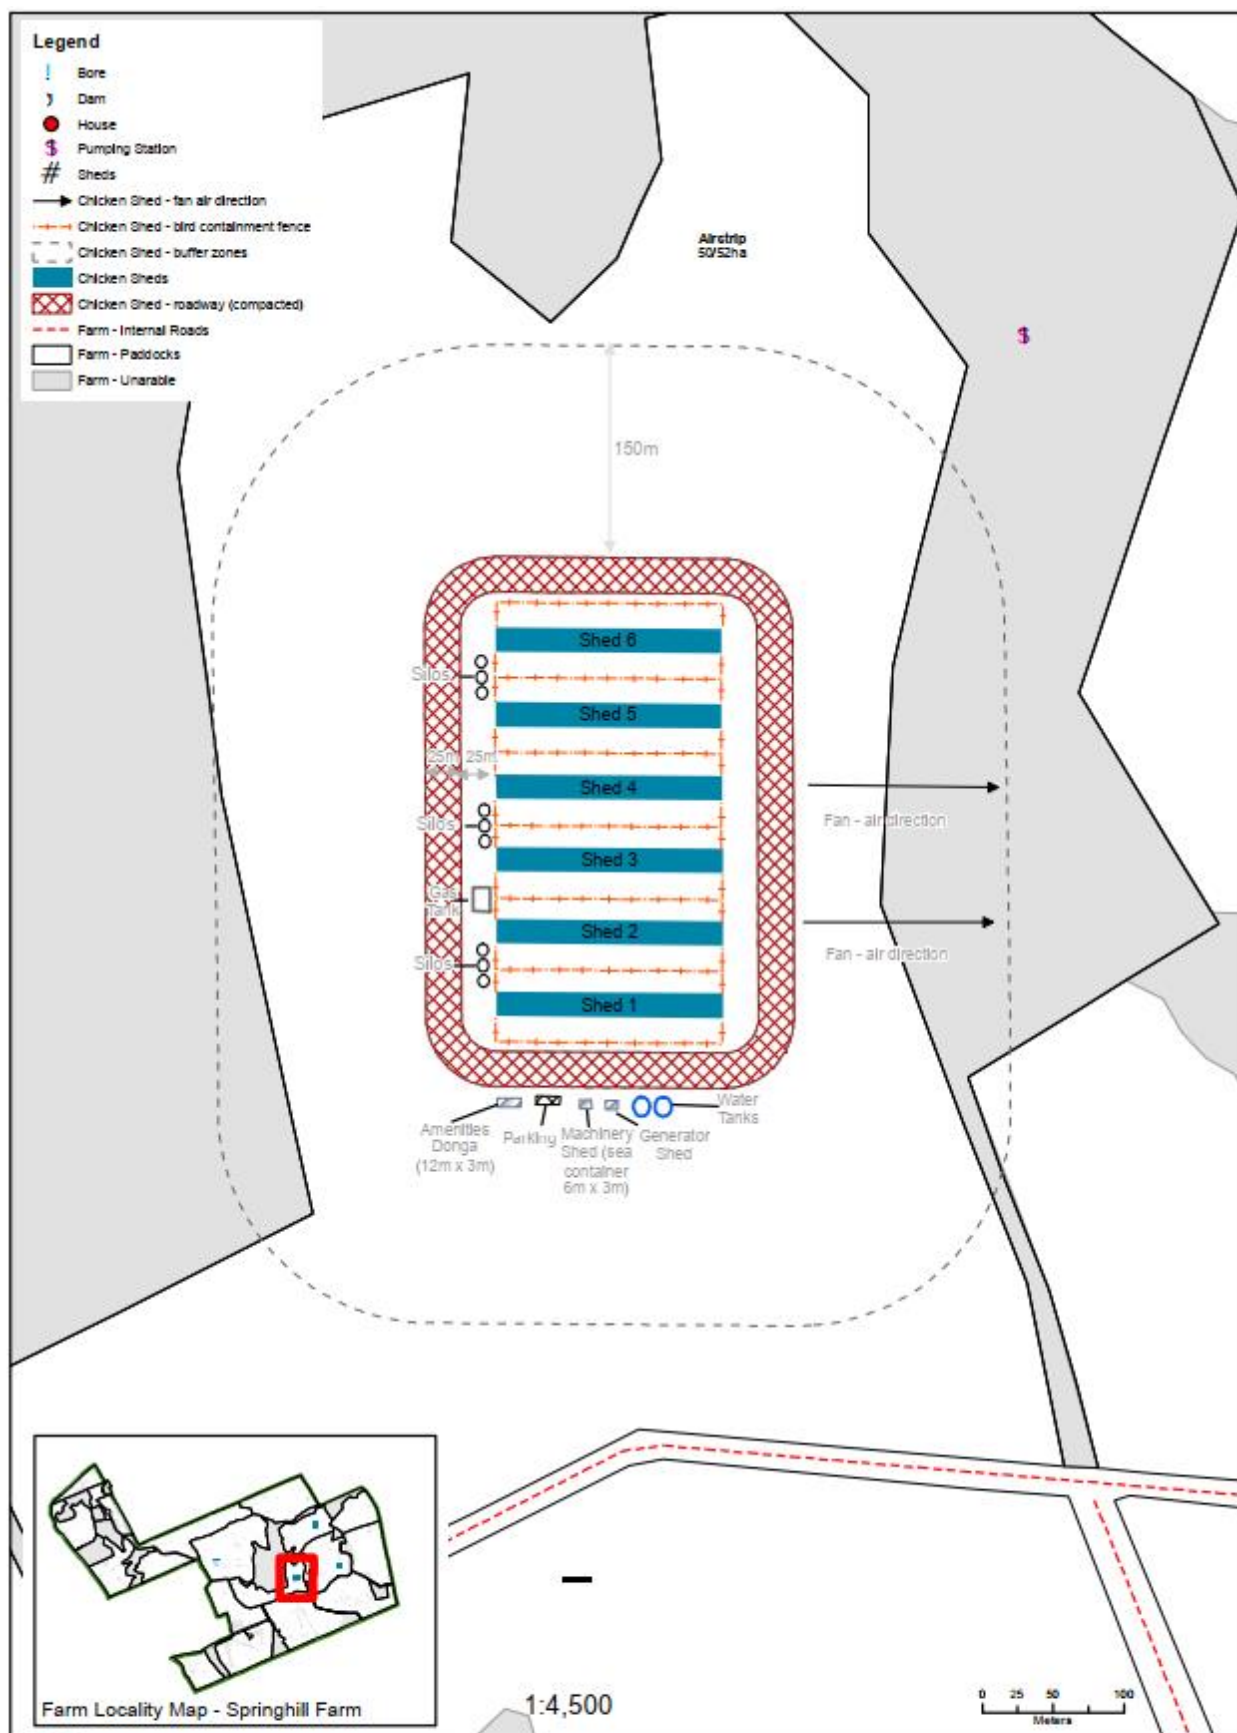 Legend
Bore
Dam
House
$ Pumping Station
# Sheds
Chicken Shed - fan air direction
Chicken Shed - bird containment fence
Chicken Shed - buffer zones
Chicken Sheds
Chicken Shed - roadway (compacted)
Farm - Internal Roads
Farm - Paddocks
Farm - Unarable
Airstrip
50/52ha
$
150m
Shed 6
Silos
Shed 5
25m
25m
Shed 4
Fan - air direction
Silos
Shed 3
Gas
Tank
Shed 2
Fan - air direction
Silos
Shed 1
Amenities
Donga
(12m x 3m)
Parking
Machinery
Shed (sea
container
6m x 3m)
Generator
Shed
Water
Tanks
Farm Locality Map - Springhill Farm
1:4,500
0 25 50 100
Meters